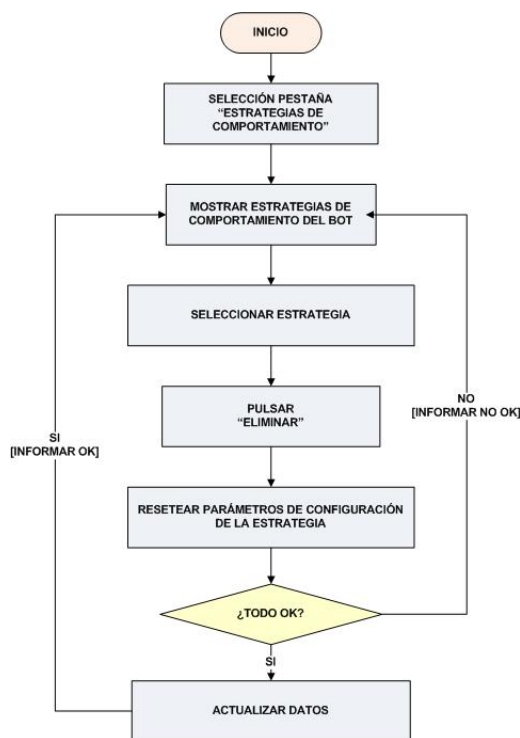 INICIO
SELECCIÓN PESTAÑA
“ESTRATEGIAS DE
COMPORTAMIENTO”
MOSTRAR ESTRATEGIAS DE
COMPORTAMIENTO DEL BOT
SELECCIONAR ESTRATEGIA
PULSAR
“ELIMINAR”
NO
[INFORMAR NO OK]
SI
[INFORMAR OK]
RESETEAR PARÁMETROS DE CONFIGURACIÓN
DE LA ESTRATEGIA
¿TODO OK?
SI
ACTUALIZAR DATOS